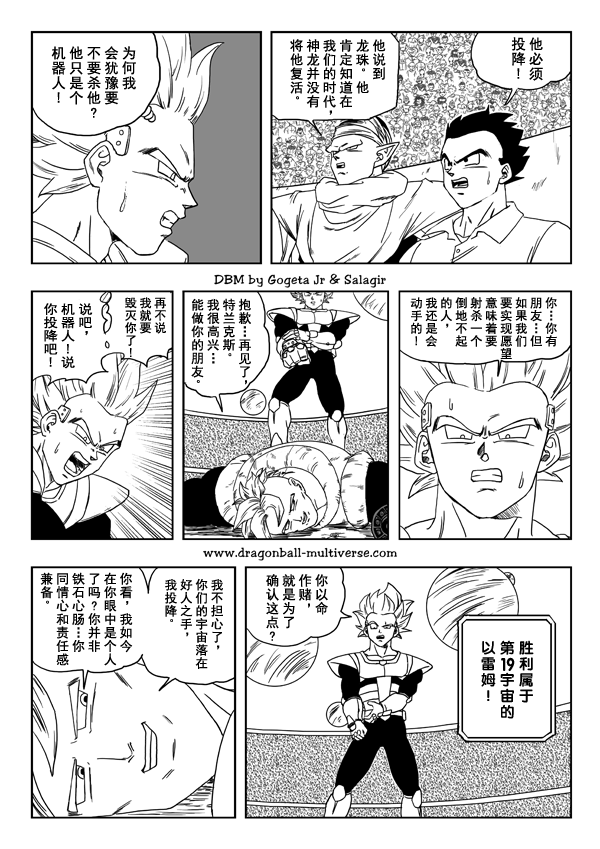 为何我
会犹豫要
不要杀他？
他只是个
机器人！
他说到
龙珠。他
肯定知道在
我们的时代，
神龙并没有
将他复活。
他必须
投降！
DBM by Gogeta Jr & Salagir
再不说
我就要
毁灭你了！
说吧，
机器人！说
你投降吧！
抱歉…再见了，
特兰克斯。
我很高兴…
能做你的朋友。
你…你有
朋友…但
如果我们
要实现愿望
意味着要
射杀一个
倒地不起
的人，
我还是会
动手的！
www.dragonball-multiverse.com
我不担心了，
你们的宇宙落在
好人之手，
我投降。
你看，我如今
在你眼中是个人
了吗？你并非
铁石心肠…你
同情心和责任感
兼备。
你以命
作赌，
就是为了
确认这点？
胜利属于
第19宇宙的
以雷姆！